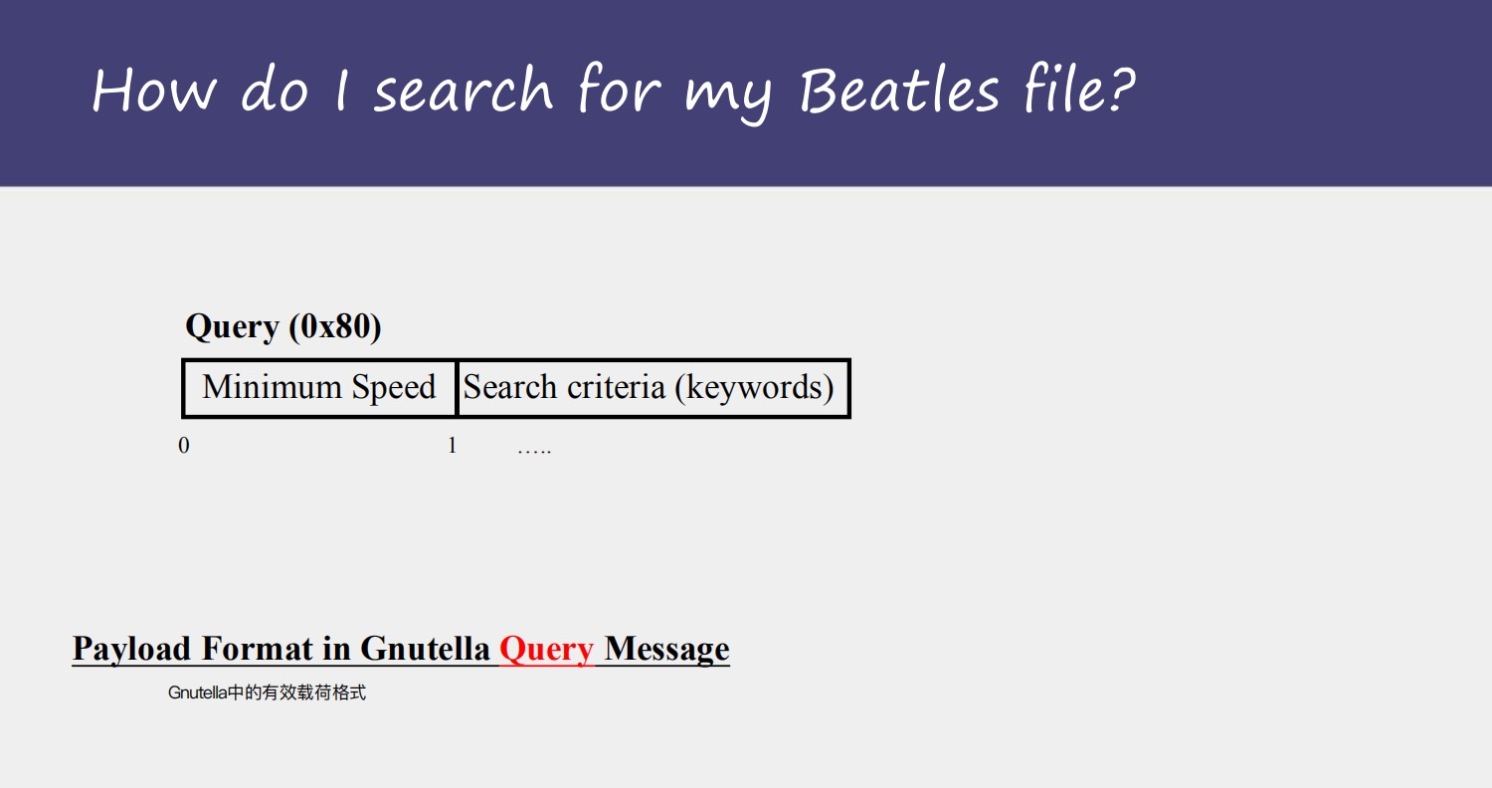 How do I search for my Beatles file?
Query (0x80)
Minimum Speed Search criteria (keywords)
0 1 .....
Payload Format in Gnutella Query Message
Gnutella中的有效载荷格式